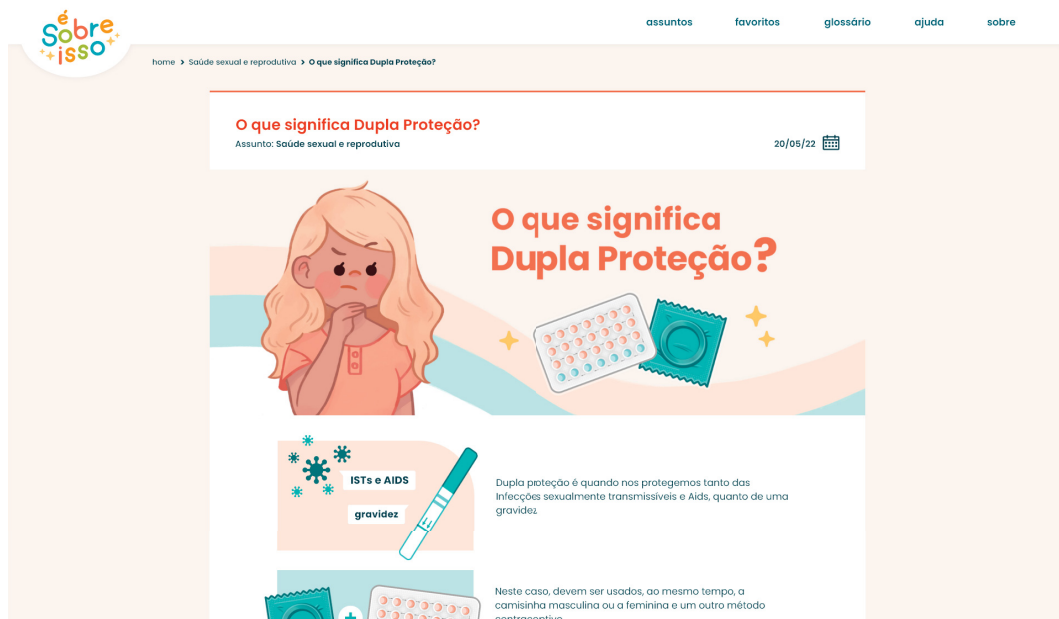 é
Sobre
isso
assuntos favoritos glossário ajuda sobre
home > Saúde sexual e reprodutiva > O que significa Dupla Proteção?
O que significa Dupla Proteção?
Assunto: Saúde sexual e reprodutiva
20/05/22
O que significa
Dupla Proteção?
ISTs e AIDS
gravidez
Dupla proteção é quando nos protegemos tanto das
Infecções sexualmente transmissíveis e Aids, quanto de uma
gravidez.
Neste caso, devem ser usados, ao mesmo tempo, a
camisinha masculina ou a feminina e um outro método
contraceptivo